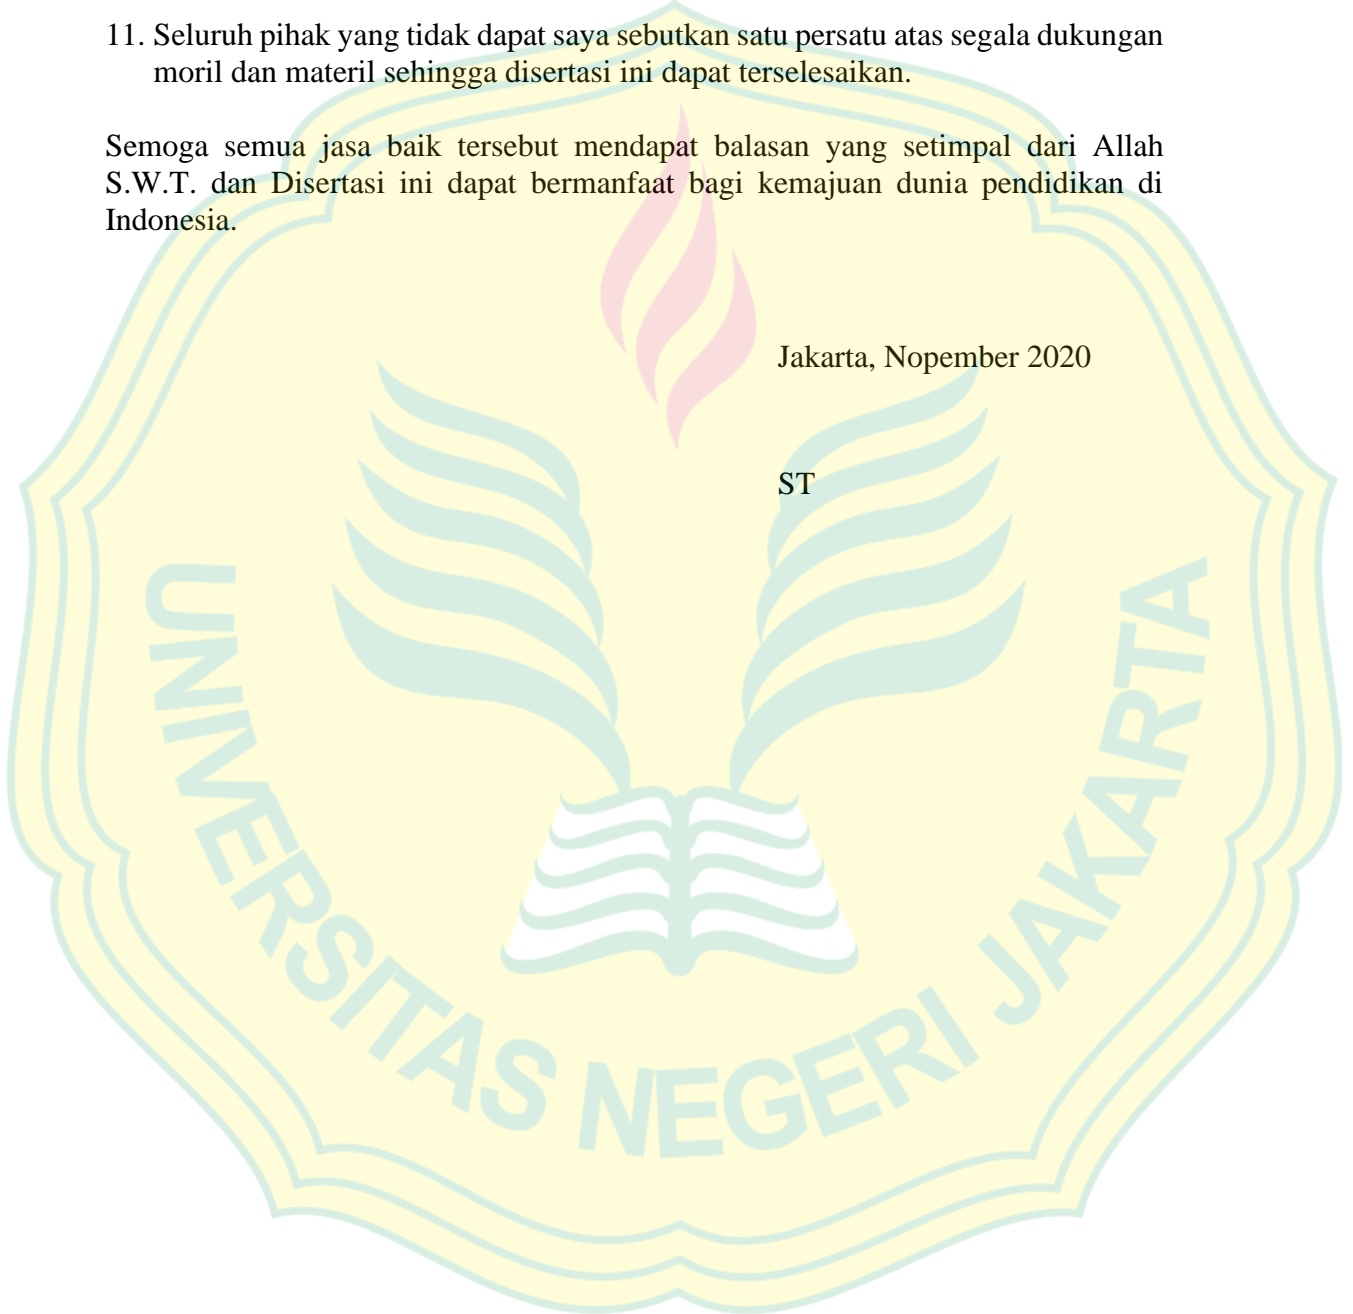 11. Seluruh pihak yang tidak dapat saya sebutkan satu persatu atas segala dukungan
moril dan materil sehingga disertasi ini dapat terselesaikan.
Semoga semua jasa baik tersebut mendapat balasan yang setimpal dari Allah
S.W.T. dan Disertasi ini dapat bermanfaat bagi kemajuan dunia pendidikan di
Indonesia.
Jakarta, Nopember 2020
ST
UNIVERSITAS NEGERI JAKARTA